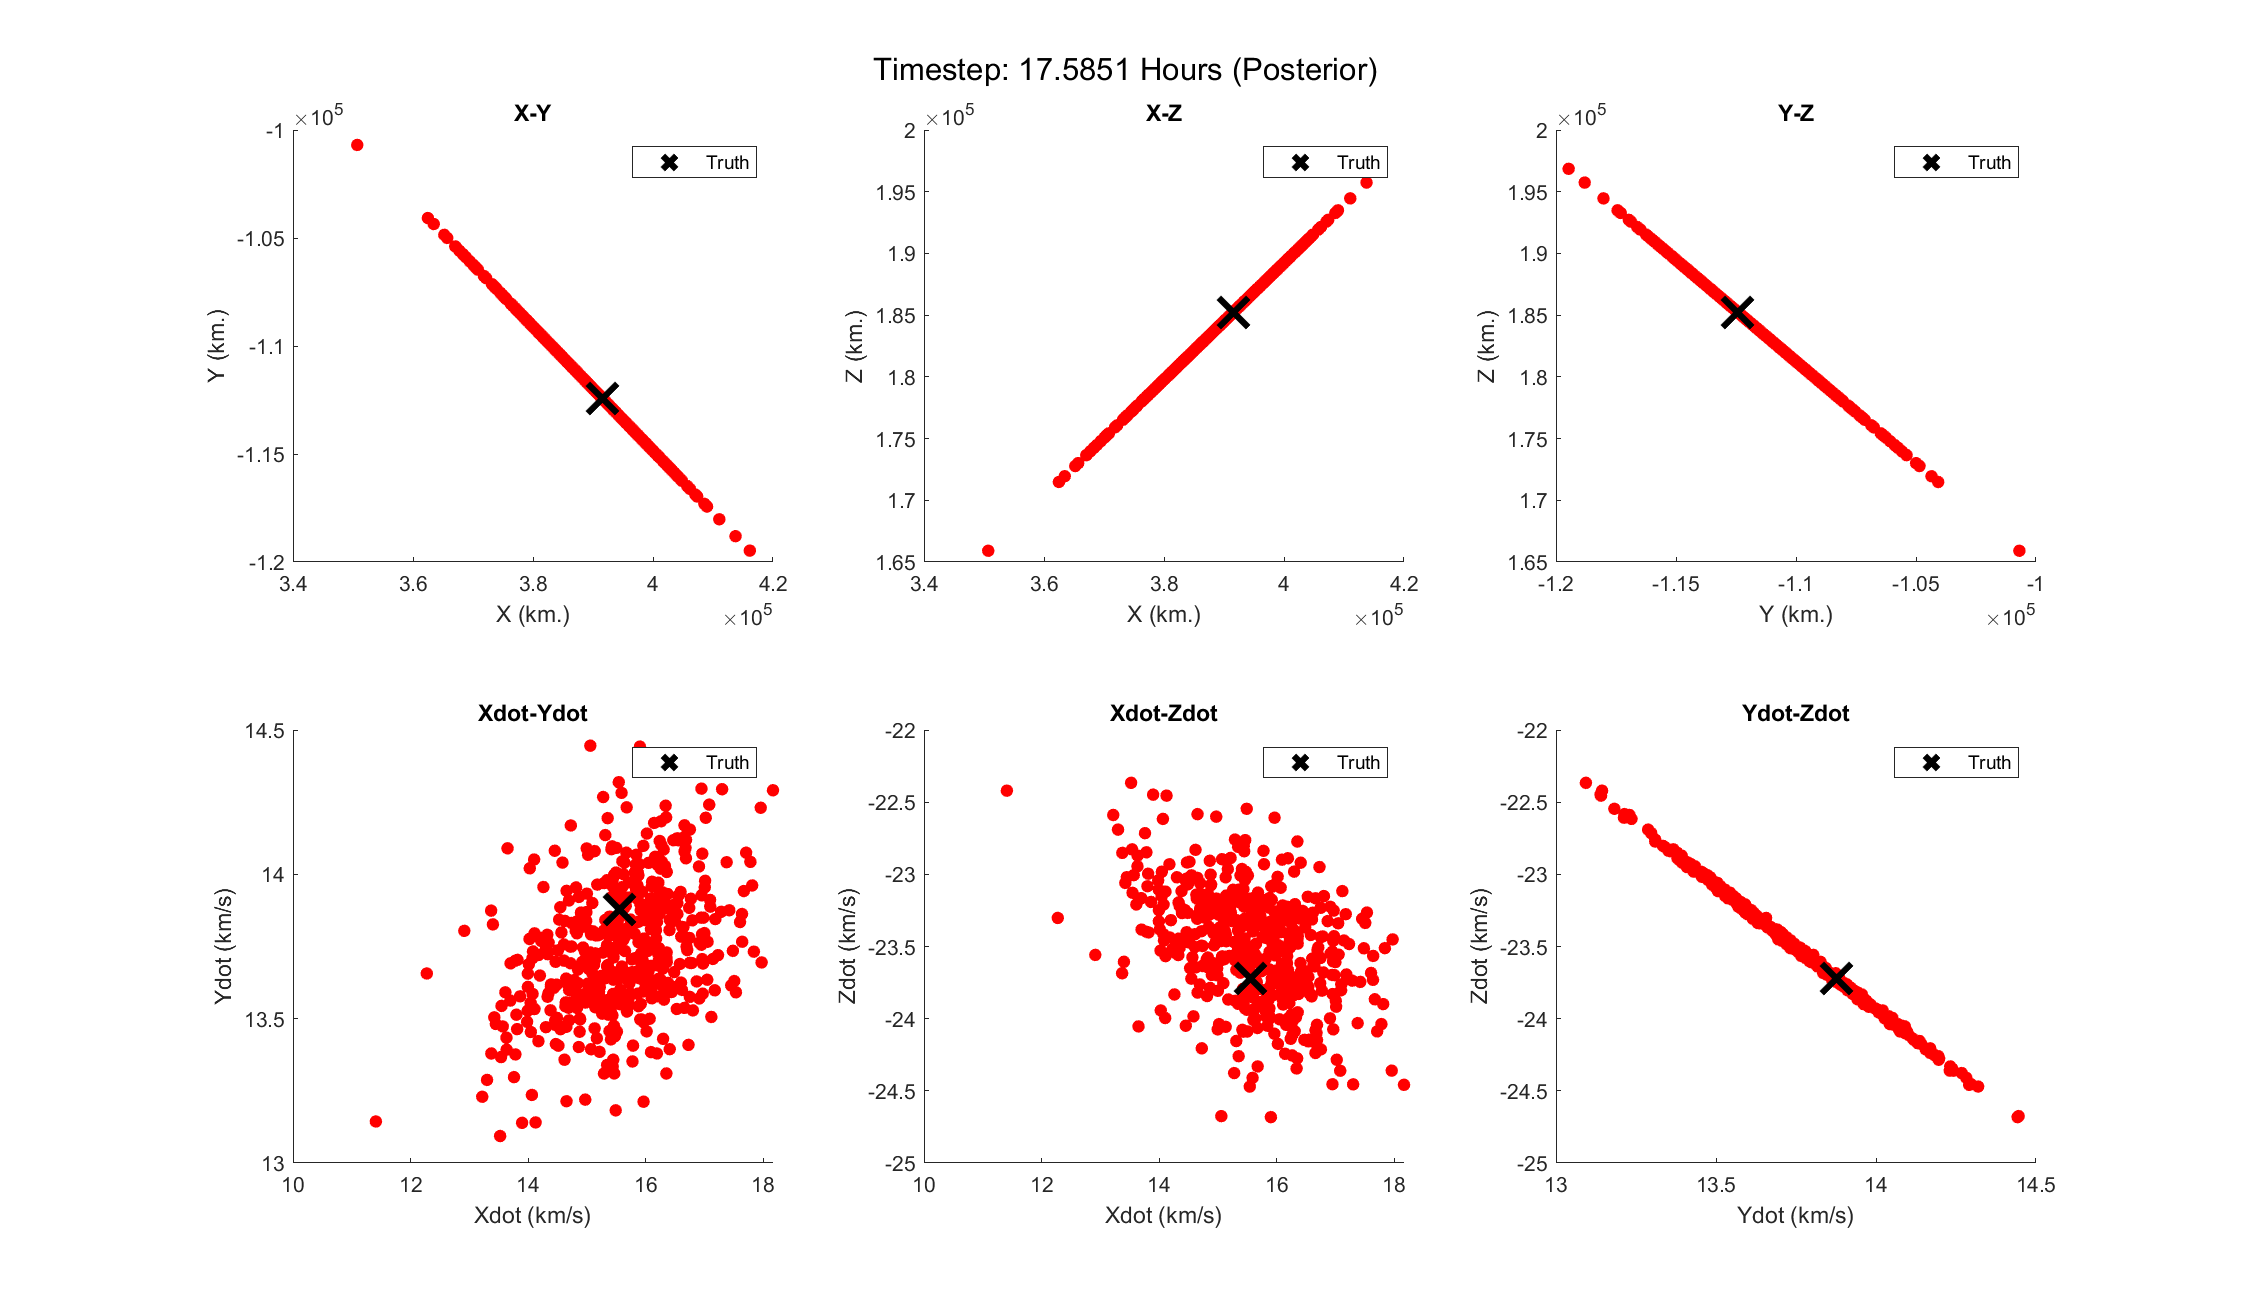 Timestep: 17.5851 Hours (Posterior)
X-Y
×10^5
-1
-1.05
-1.1
-1.15
-1.2
Y (km.)
3.4 3.6 3.8 4 4.2
X (km.)
×10^5
Truth
X-Z
×10^5
2
1.95
1.9
1.85
1.8
1.75
1.7
1.65
Z (km.)
3.4 3.6 3.8 4 4.2
X (km.)
×10^5
Truth
Y-Z
×10^5
2
1.95
1.9
1.85
1.8
1.75
1.7
1.65
Z (km.)
-1.2 -1.15 -1.1 -1.05 -1
Y (km.)
×10^5
Truth
Xdot-Ydot
14.5
14
13.5
13
Ydot (km/s)
10 12 14 16 18
Xdot (km/s)
Truth
Xdot-Zdot
-22
-22.5
-23
-23.5
-24
-24.5
-25
Zdot (km/s)
10 12 14 16 18
Xdot (km/s)
Truth
Ydot-Zdot
-22
-22.5
-23
-23.5
-24
-24.5
-25
Zdot (km/s)
13 13.5 14 14.5
Ydot (km/s)
Truth